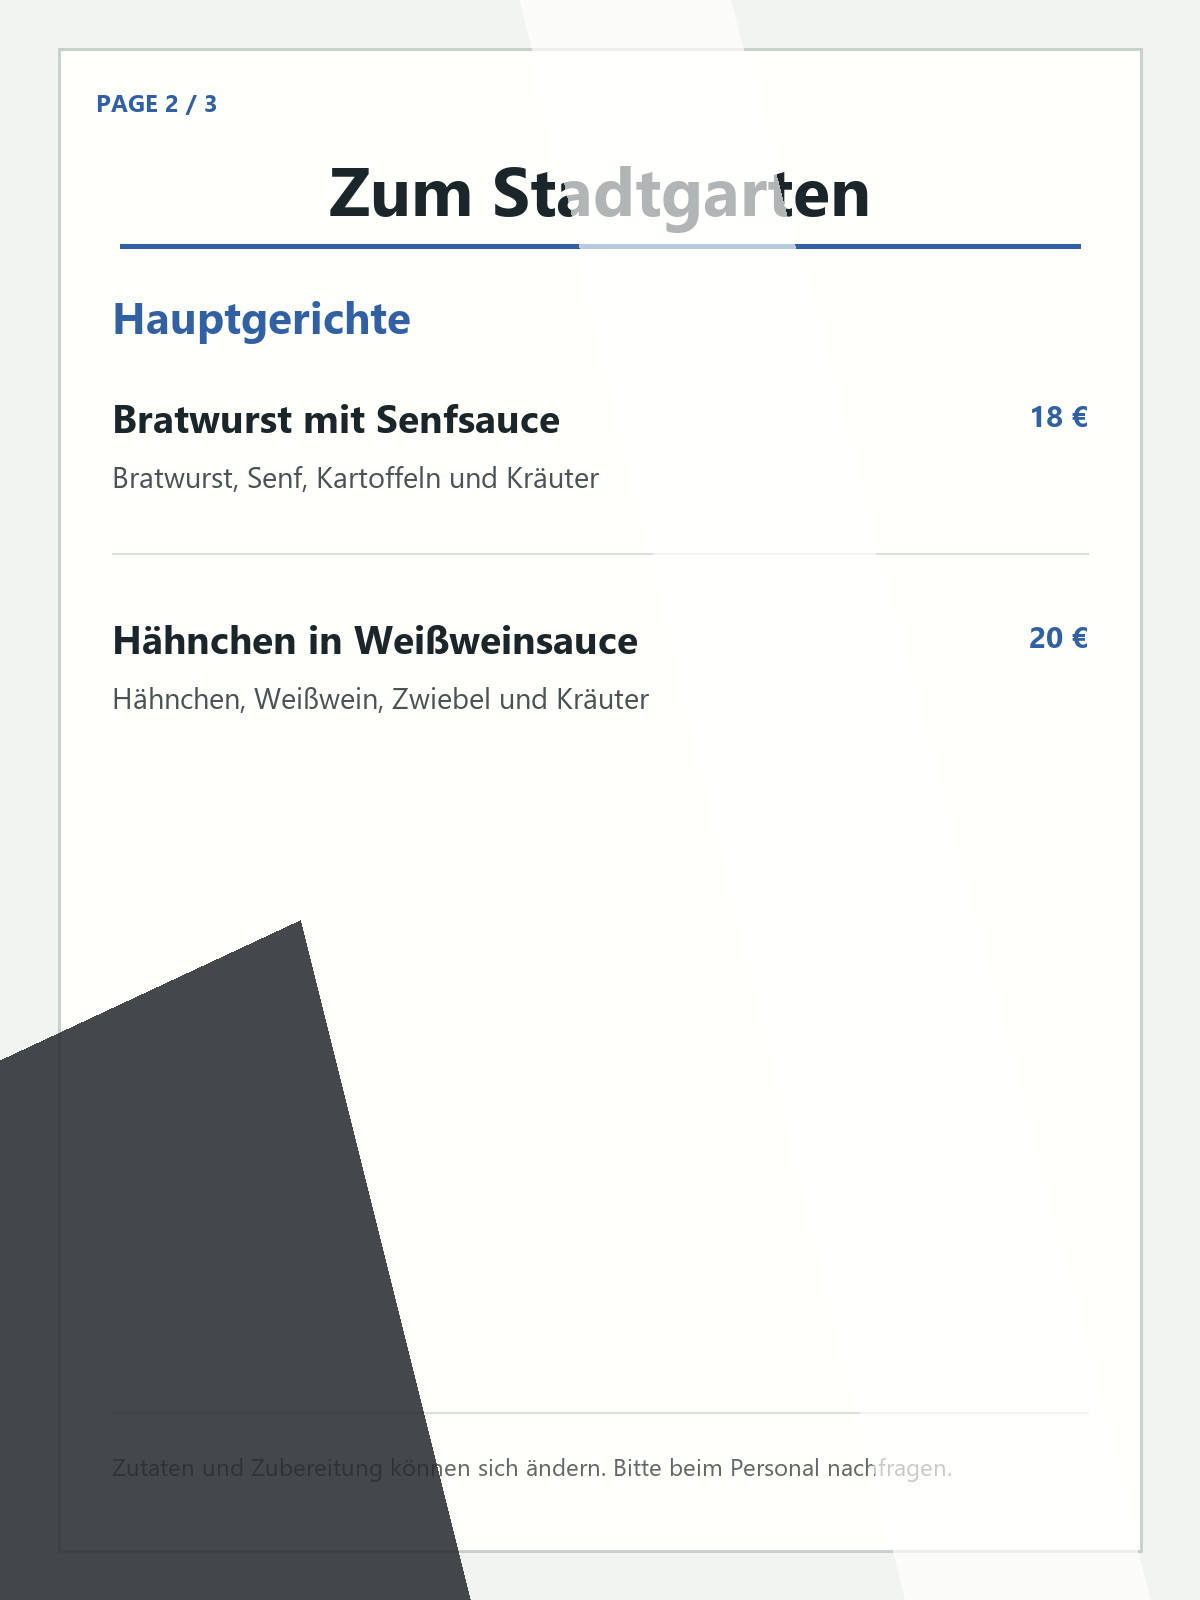 PAGE 2 / 3
Zum Stadtgarten
Hauptgerichte
Bratwurst mit Senfsauce 18 €
Bratwurst, Senf, Kartoffeln und Kräuter
Hähnchen in Weißweinsauce 20 €
Hähnchen, Weißwein, Zwiebel und Kräuter
Zutaten und Zubereitung können sich ändern. Bitte beim Personal nachfragen.